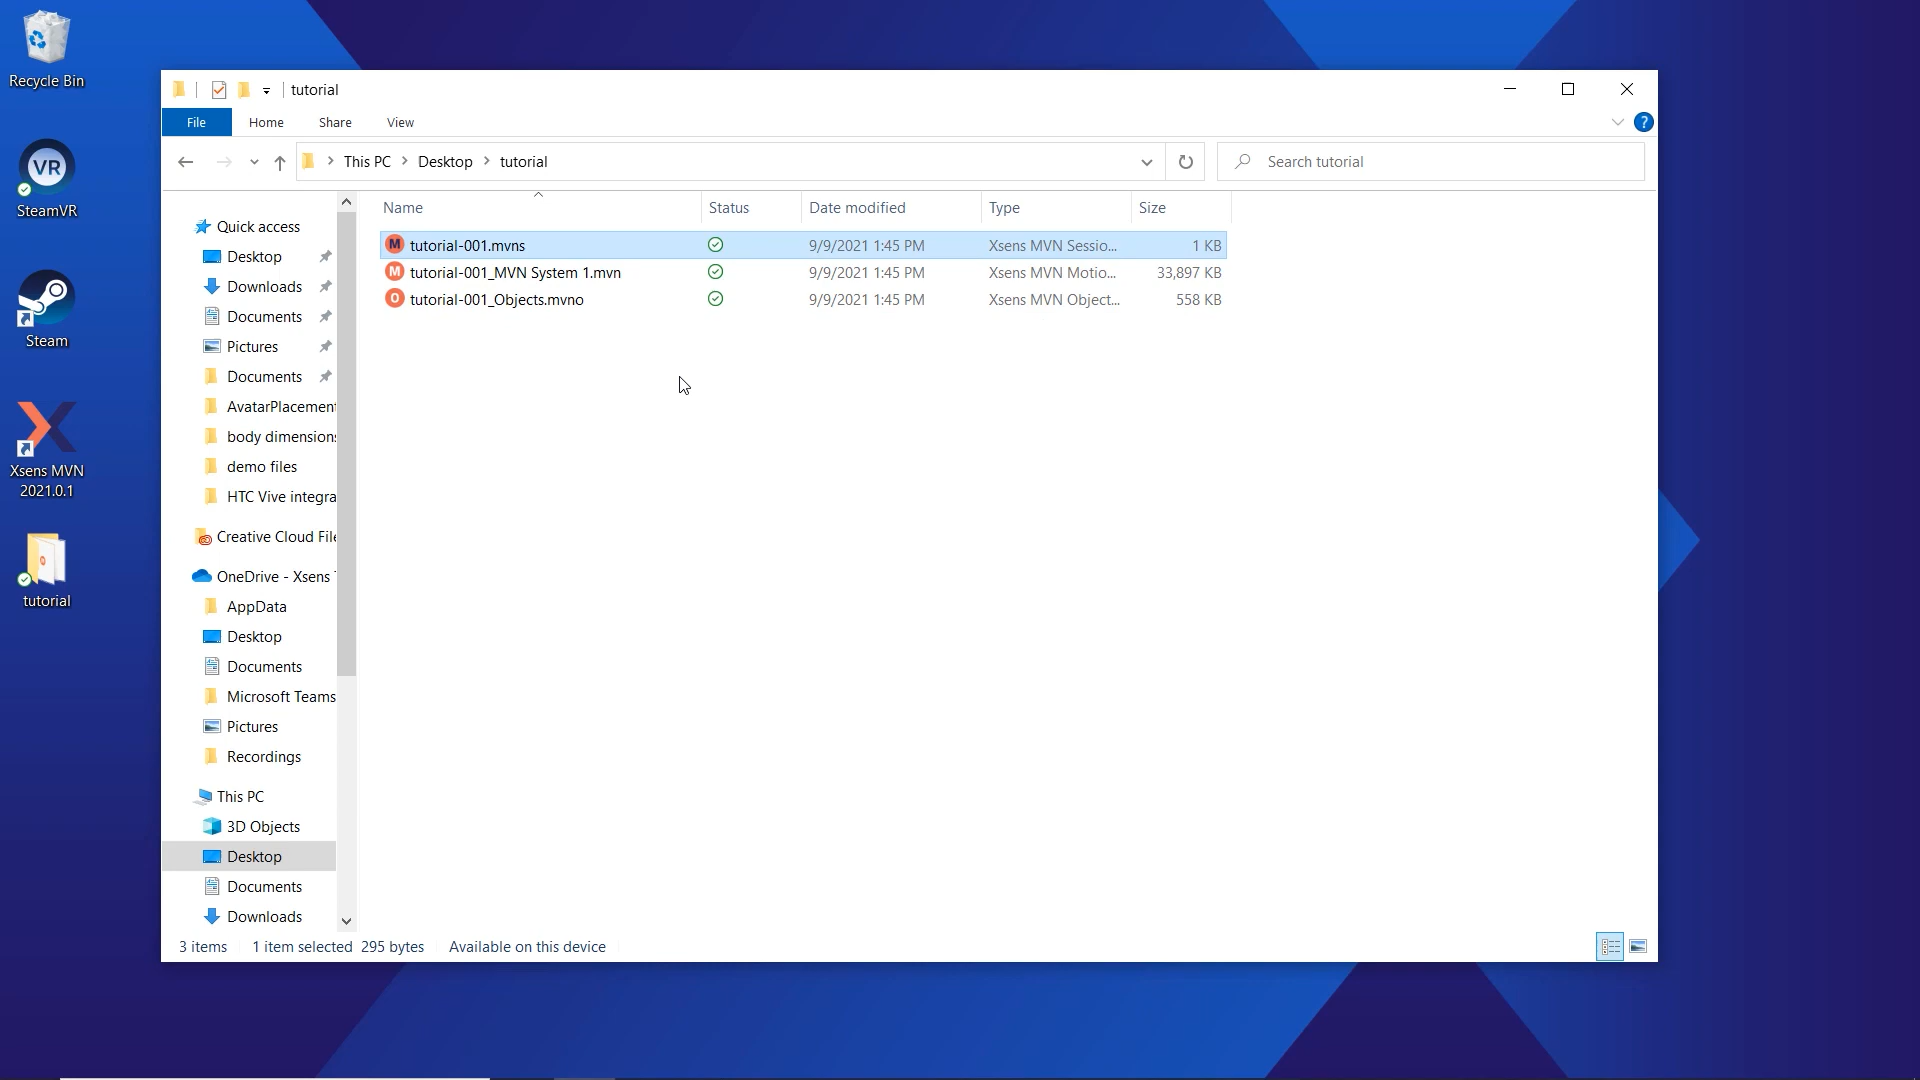 Recycle Bin
VR
SteamVR
Steam
Xsens MVN
2021.0.1
tutorial
tutorial
File
Home
Share
View
?
This PC
Desktop
tutorial
Search tutorial
Name
Status
Date modified
Type
Size
M tutorial-001.mvns 9/9/2021 1:45 PM Xsens MVN Sessio... 1 KB
M tutorial-001_MVN System 1.mvn 9/9/2021 1:45 PM Xsens MVN Motio... 33,897 KB
O tutorial-001_Objects.mvno 9/9/2021 1:45 PM Xsens MVN Object... 558 KB
Quick access
Desktop
Downloads
Documents
Pictures
Documents
AvatarPlacement
body dimensions
demo files
HTC Vive integra
Creative Cloud File
OneDrive - Xsens T
AppData
Desktop
Documents
Microsoft Teams
Pictures
Recordings
This PC
3D Objects
Desktop
Documents
Downloads
3 items
1 item selected 295 bytes
Available on this device